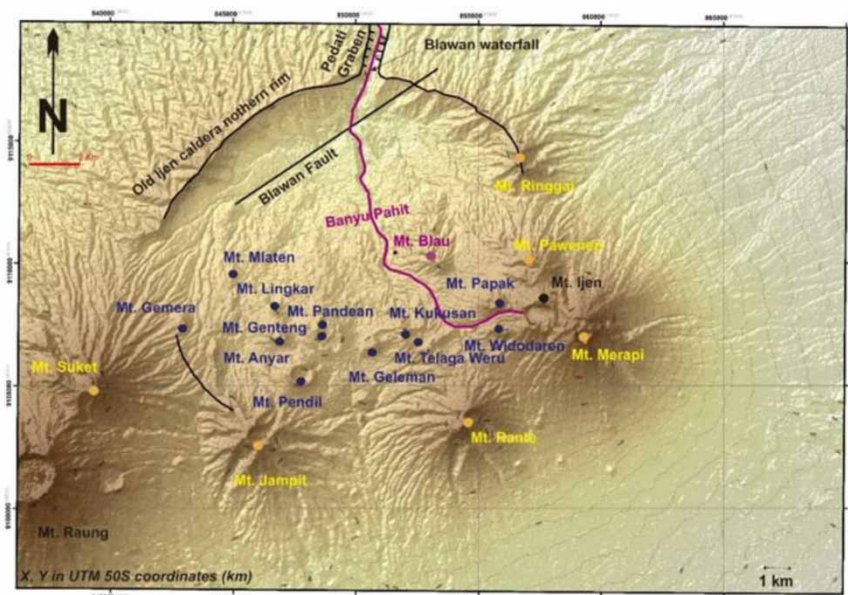 Blawan waterfall
Pedati
Graben
N
Old Ijen caldera nothern rim
Blawan Fault
Mt. Ringgai
Banyu Pahit
Mt. Blau
Mt. Pawenen
Mt. Mlaten
Mt. Lingkar
Mt. Papak
Mt. Ijen
Mt. Gemera
Mt. Pandean
Mt. Kukusan
Mt. Genteng
Mt. Widodaren
Mt. Merapi
Mt. Suket
Mt. Anyar
Mt. Telaga Weru
Mt. Geleman
Mt. Pendil
Mt. Rante
Mt. Jampit
Mt. Raung
X, Y in UTM 50S coordinates (km)
1 km